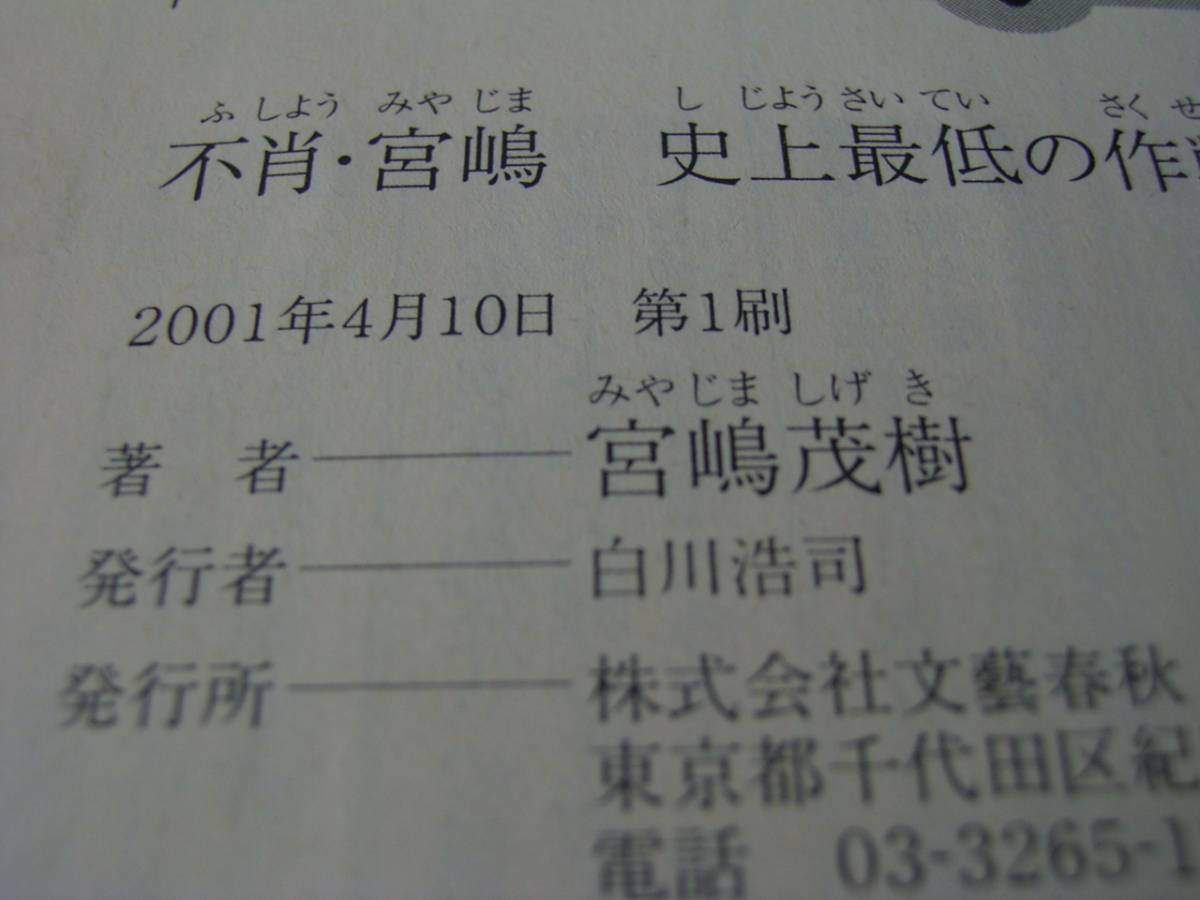 ふしよう みやじま しじようさいてい さくせ
不肖・宮嶋 史上最低の作
2001年4月10日 第1刷
みやじましげき
著者 宮嶋茂樹
発行者 白川浩司
発行所 株式会社文藝春秋
東京都千代田区紀
電話 03-3265-1